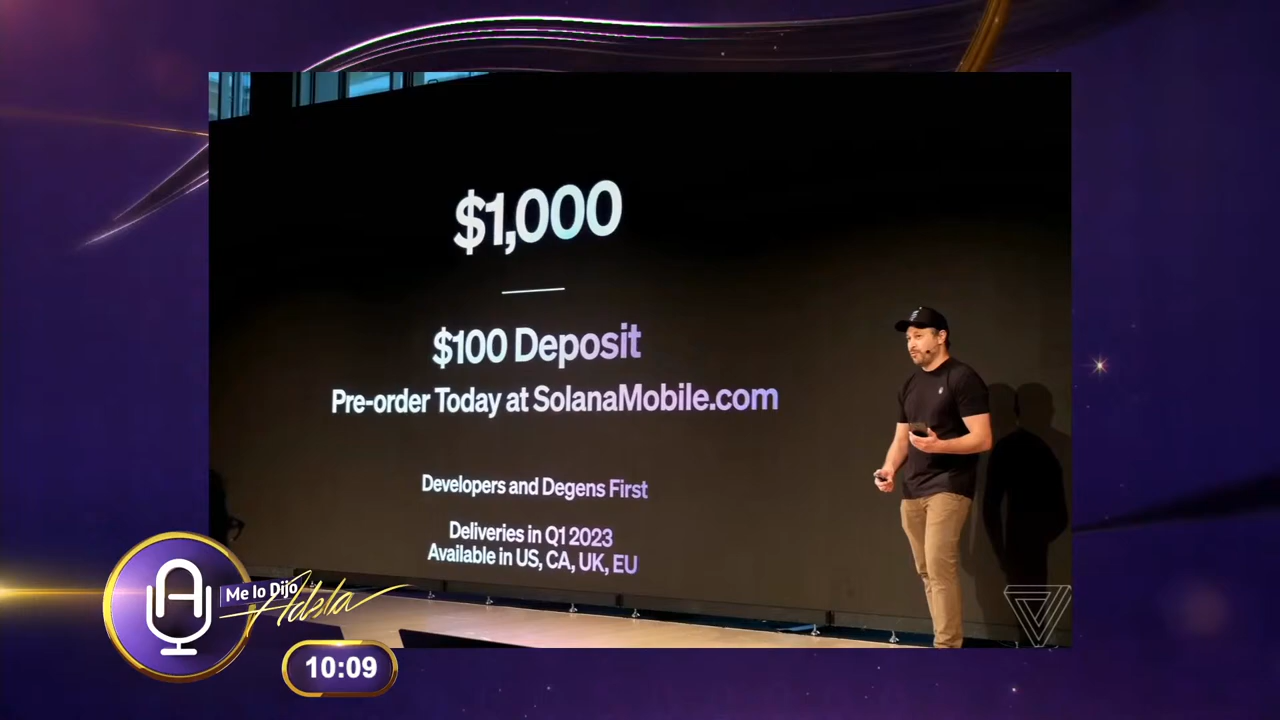 $1,000
$100 Deposit
Pre-order Today at SolanaMobile.com
Developers and Degens First
Deliveries in Q1 2023
Available in US, CA, UK, EU
Me lo Dijo
Adela
10:09